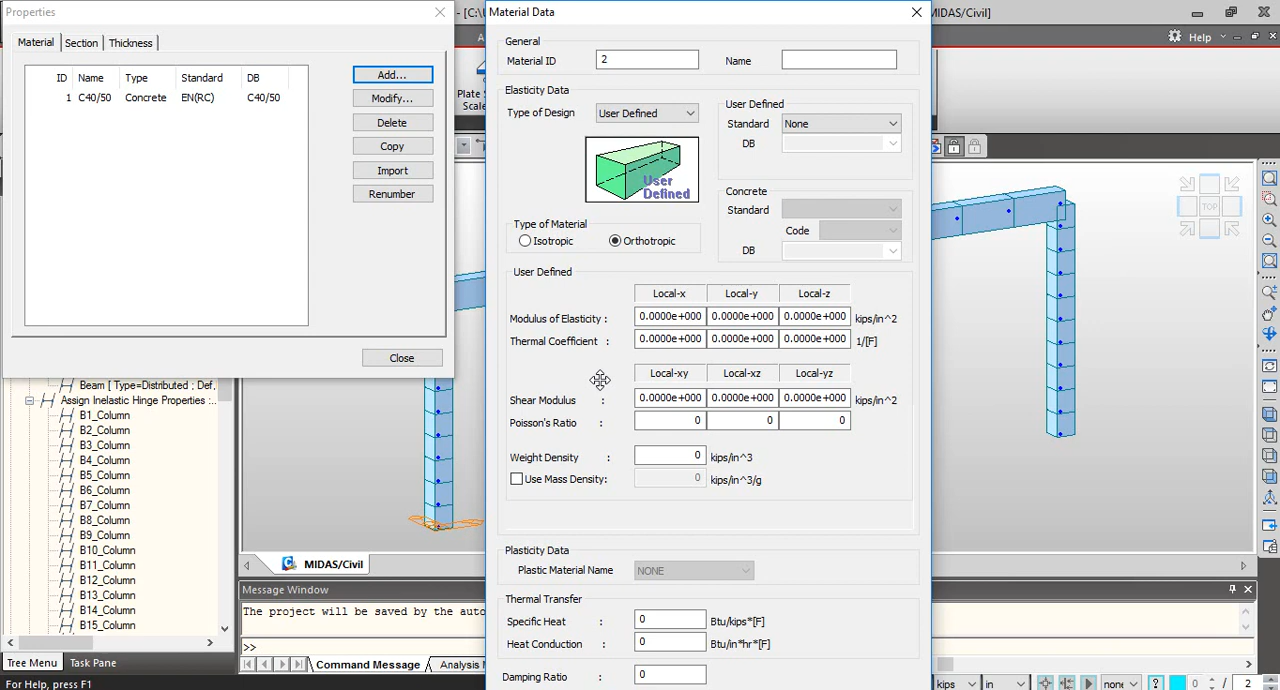 Properties
Material Section Thickness
ID Name Type Standard DB
1 C40/50 Concrete EN(RC) C40/50
Add...
Modify...
Delete
Copy
Import
Renumber
Close
Beam [ Type=Distributed ; Def.
Assign Inelastic Hinge Properties :...
B1_Column
B2_Column
B3_Column
B4_Column
B5_Column
B6_Column
B7_Column
B8_Column
B9_Column
B10_Column
B11_Column
B12_Column
B13_Column
B14_Column
B15_Column
Tree Menu Task Pane
For Help, press F1
- [C:\U
MIDAS/Civil]
Help
Plate S
Scale
TOP
Material Data
General
Material ID 2 Name
Elasticity Data
Type of Design User Defined
User Defined
User Defined
Standard None
DB
Concrete
Standard
Code
DB
Type of Material
Isotropic Orthotropic
User Defined
Local-x Local-y Local-z
Modulus of Elasticity : 0.0000e+000 0.0000e+000 0.0000e+000 kips/in^2
Thermal Coefficient : 0.0000e+000 0.0000e+000 0.0000e+000 1/[F]
Local-xy Local-xz Local-yz
Shear Modulus : 0.0000e+000 0.0000e+000 0.0000e+000 kips/in^2
Poisson's Ratio : 0 0 0
Weight Density : 0 kips/in^3
Use Mass Density: 0 kips/in^3/g
Plasticity Data
Plastic Material Name NONE
Thermal Transfer
Specific Heat : 0 Btu/kips*[F]
Heat Conduction : 0 Btu/in*hr*[F]
Damping Ratio : 0
MIDAS/Civil
Message Window
The project will be saved by the auto
>>
Command Message Analysis M
kips in none ? 0 / 2